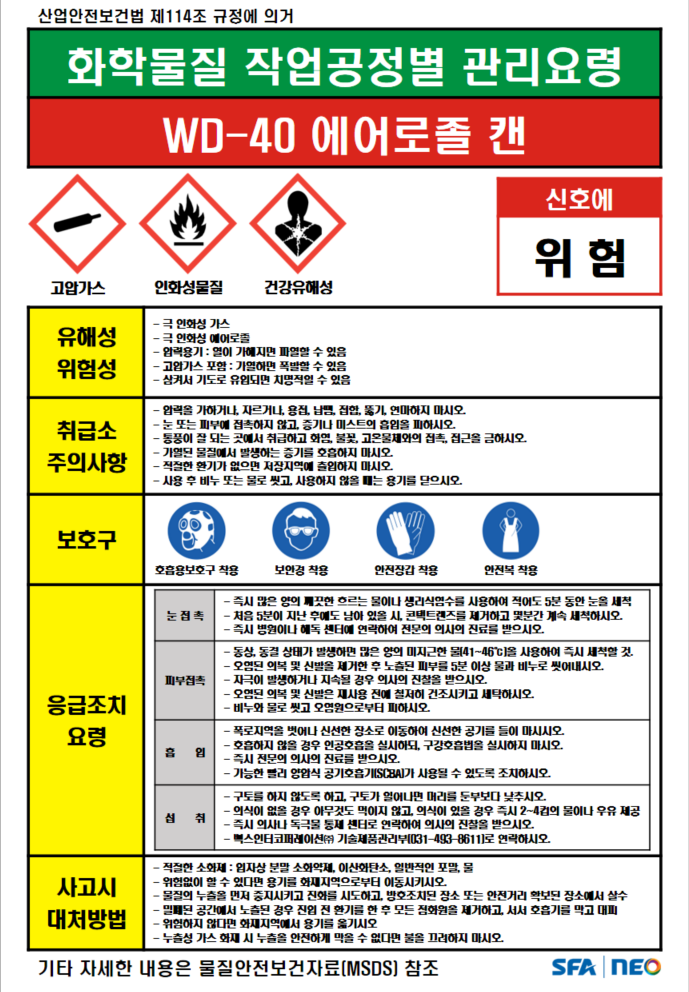 산업안전보건법 제114조 규정에 의거
화학물질 작업공정별 관리요령
WD-40 에어로졸 캔
고압가스
인화성물질
건강유해성
신호에
위 험
유해성
위험성
- 극 인화성 가스
- 극 인화성 에어로졸
- 압력용기 : 열이 가해지면 파열할 수 있음
- 고압가스 포함 : 가열하면 폭발할 수 있음
- 삼켜서 기도로 유입되면 치명적일 수 있음
취급소
주의사항
- 압력을 가하거나, 자르거나, 용접, 납땜, 접합, 뚫기, 연마하지 마시오.
- 눈 또는 피부에 접촉하지 않고, 증기나 미스트의 흡입을 피하시오.
- 통풍이 잘 되는 곳에서 취급하고 화염, 불꽃, 고온물체와의 접촉, 접근을 금하시오.
- 가열된 물질에서 발생하는 증기를 호흡하지 마시오.
- 적절한 환기가 없으면 저장지역에 출입하지 마시오.
- 사용 후 비누 또는 물로 씻고, 사용하지 않을 때는 용기를 닫으시오.
보호구
호흡용보호구 착용
보안경 착용
안전장갑 착용
안전복 착용
응급조치
요령
눈 접 촉
- 즉시 많은 양의 깨끗한 흐르는 물이나 생리식염수를 사용하여 적어도 5분 동안 눈을 세척
- 처음 5분이 지난 후에도 남아 있을 시, 콘택트렌즈를 제거하고 몇분간 계속 세척하시오.
- 즉시 병원이나 해독 센터에 연락하여 전문의 의사의 진료를 받으시오.
피부접촉
- 동상, 동결 상태가 발생하면 많은 양의 미지근한 물(41~46℃)을 사용하여 즉시 세척할 것.
- 오염된 의복 및 신발을 제거한 후 노출된 피부를 5분 이상 물과 비누로 씻어내시오.
- 자극이 발생하거나 지속될 경우 의사의 진찰을 받으시오.
- 오염된 의복 및 신발은 재사용 전에 철저히 건조시키고 세탁하시오.
- 비누와 물로 씻고 오염원으로부터 피하시오.
흡 입
- 폭로지역을 벗어나 신선한 장소로 이동하여 신선한 공기를 들이 마시시오.
- 호흡하지 않을 경우 인공호흡을 실시하되, 구강호흡법을 실시하지 마시오.
- 즉시 전문의 의사의 진료를 받으시오.
- 가능한 빨리 양압식 공기호흡기(SCBA)가 사용될 수 있도록 조치하시오.
섭 취
- 구토를 하지 않도록 하고, 구토가 일어나면 머리를 둔부보다 낮추시오.
- 의식이 없을 경우 아무것도 먹이지 않고, 의식이 있을 경우 즉시 2~4컵의 물이나 우유 제공
- 즉시 의사나 독극물 통제 센터로 연락하여 의사의 진찰을 받으시오.
- 벡스인터코퍼레이션㈜ 기술제품관리부(031-493-8611)로 연락하시오.
사고시
대처방법
- 적절한 소화제 : 입자상 분말 소화약제, 이산화탄소, 일반적인 포말, 물
- 위험없이 할 수 있다면 용기를 화재지역으로부터 이동시키시오.
- 물질의 누출을 먼저 중지시키고 진화를 시도하고, 방호조치된 장소 또는 안전거리 확보된 장소에서 살수
- 밀폐된 공간에서 노출된 경우 진입 전 환기를 한 후 모든 점화원을 제거하고, 서서 호흡기를 막고 대피
- 위험하지 않다면 화재지역에서 용기를 옮기시오
- 누출성 가스 화재 시 누출을 안전하게 막을 수 없다면 불을 끄려하지 마시오.
기타 자세한 내용은 물질안전보건자료(MSDS) 참조
SFA | NEO